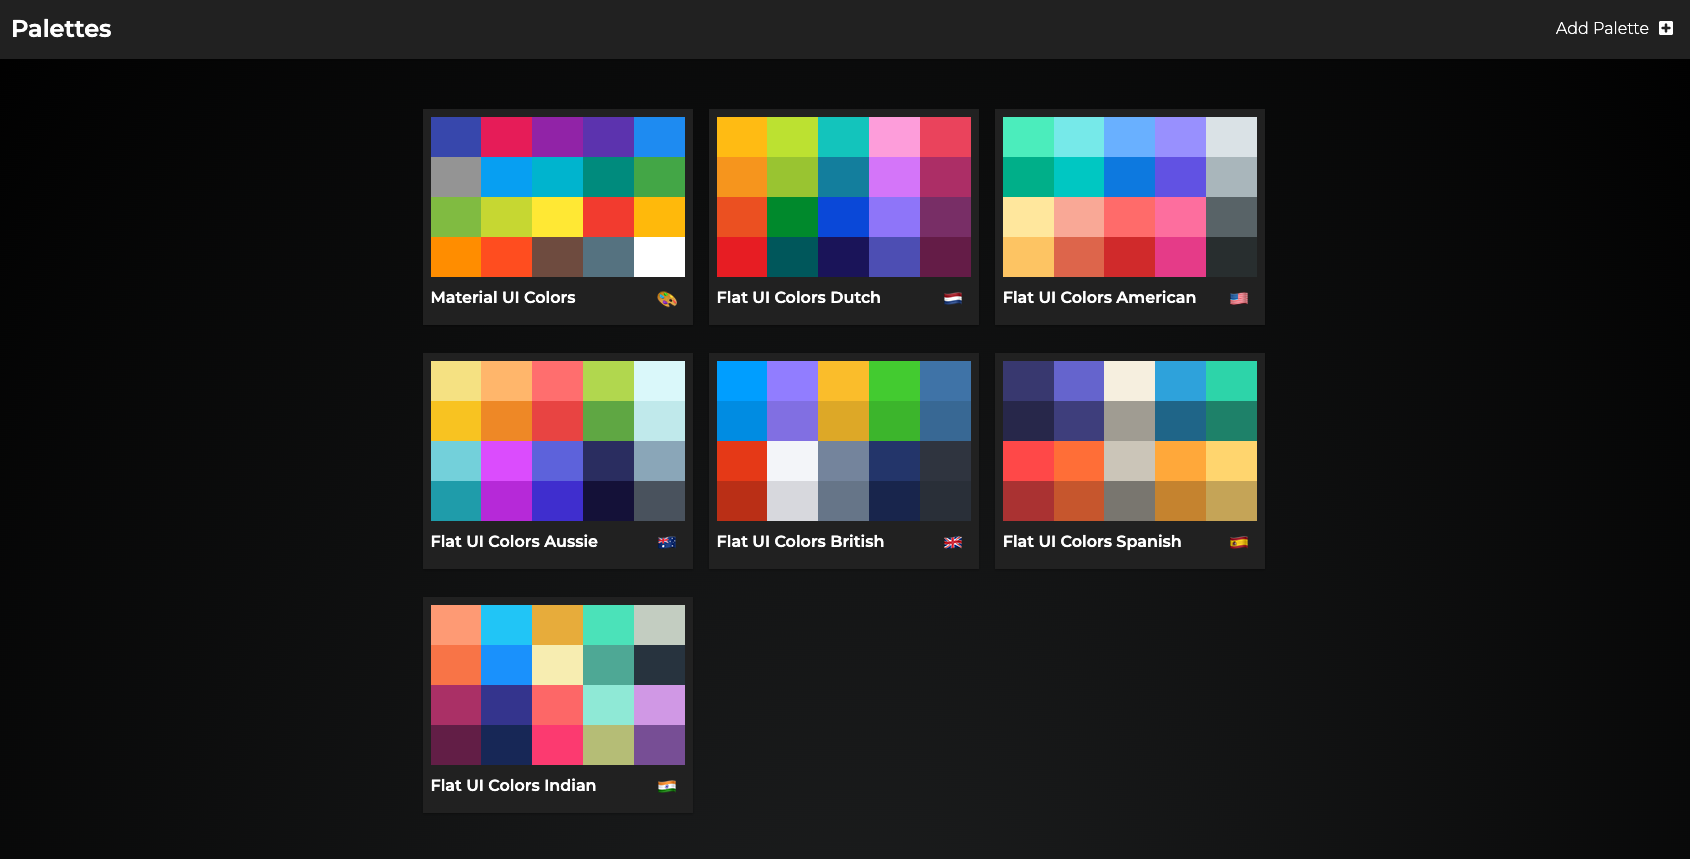 Palettes
Add Palette
Material UI Colors
Flat UI Colors Dutch
Flat UI Colors American
Flat UI Colors Aussie
Flat UI Colors British
Flat UI Colors Spanish
Flat UI Colors Indian